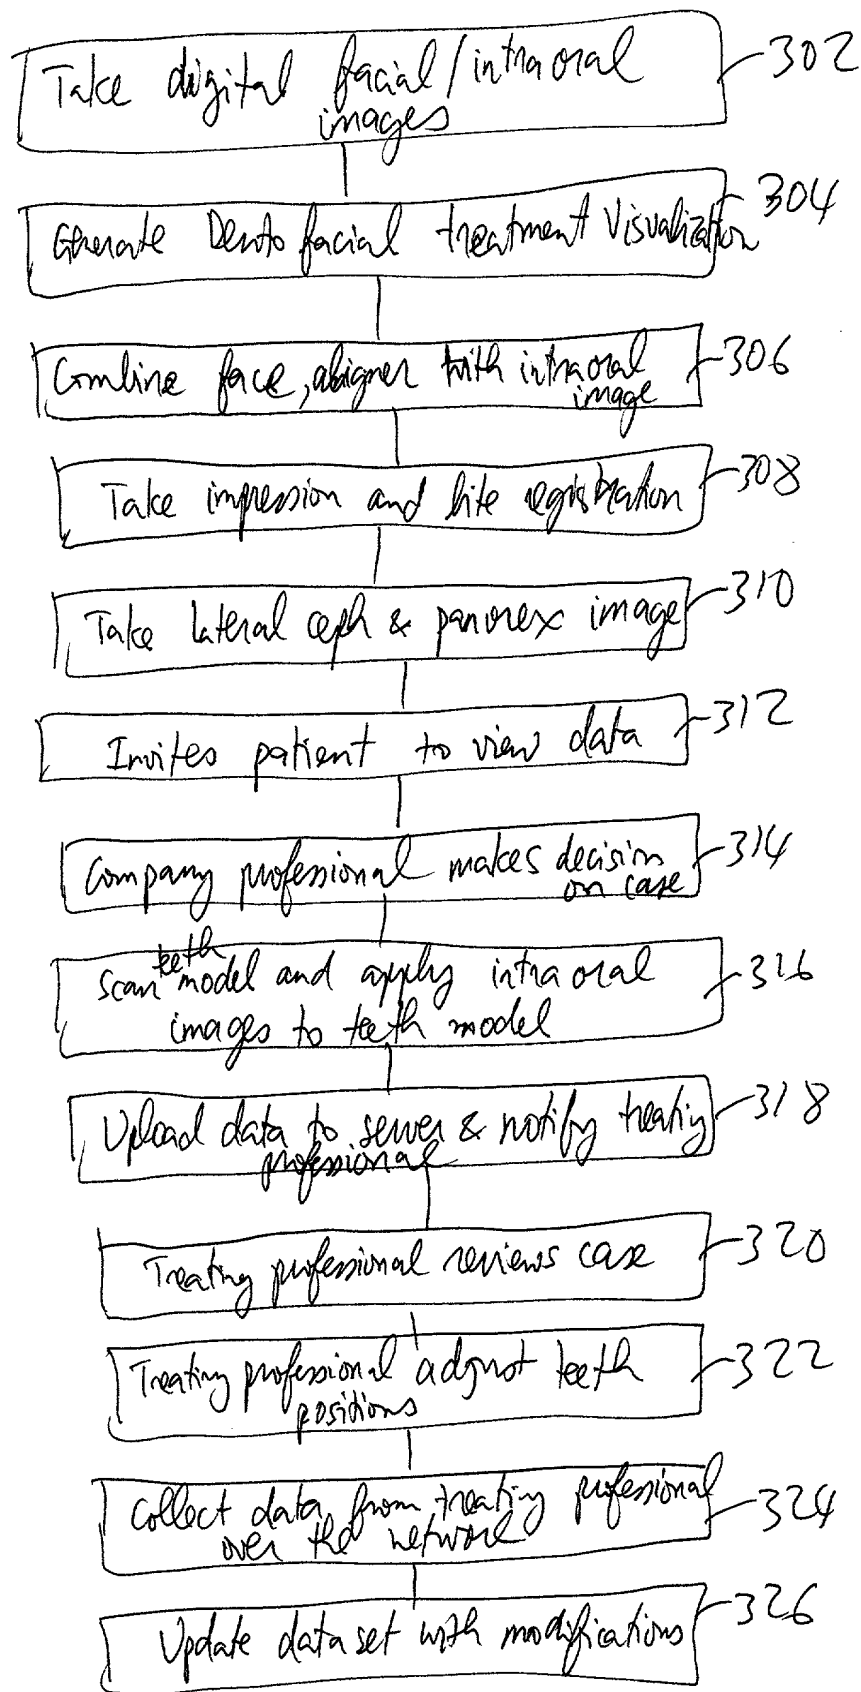 Take digital facial/intraoral 302
images
Generate Dento facial treatment Visualization 304
Combine face, aligner with intraoral 306
image
Take impression and bite registration 308
Take Lateral ceph & panorex image 310
Invites patient to view data 312
Company professional makes decision 314
on case
Scan teeth model and apply intraoral 316
images to teeth model
Upload data to server & notify treating 318
professional
Treating professional reviews case 320
Treating professional adjust teeth 322
positions
Collect data from treating professional 324
over the network
Update data set with modifications 326